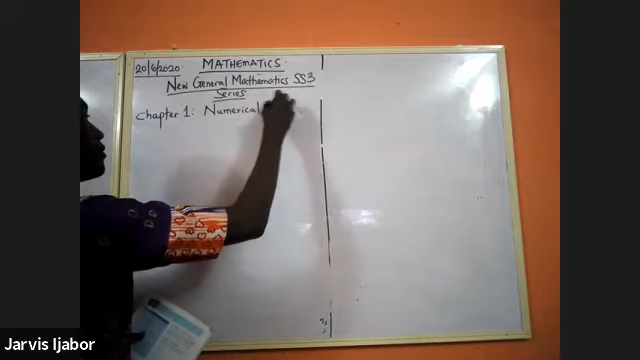 20/6/2020. MATHEMATICS.
New General Mathematics SS3
Series
Chapter 1: Numerical
Jarvis Ijabor